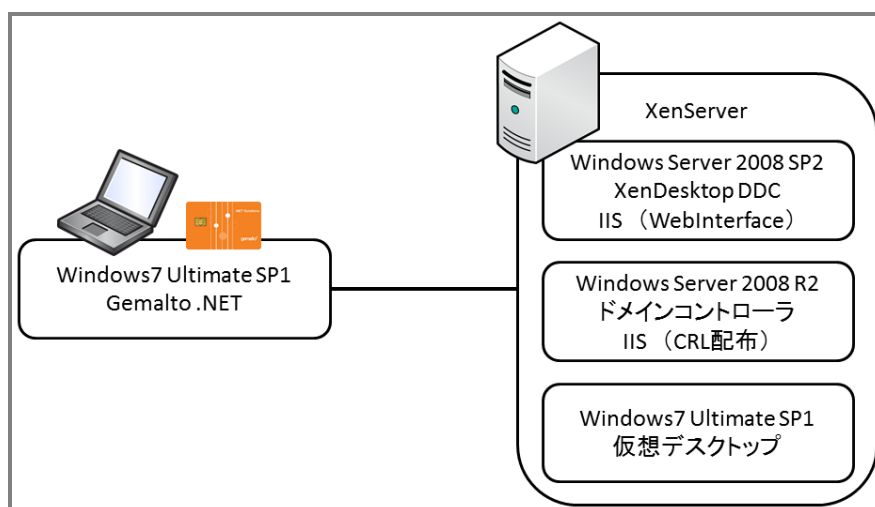 XenServer
Windows Server 2008 SP2
XenDesktop DDC
IIS （WebInterface）
Windows7 Ultimate SP1
Gemalto .NET
Windows Server 2008 R2
ドメインコントローラ
IIS （CRL配布）
Windows7 Ultimate SP1
仮想デスクトップ